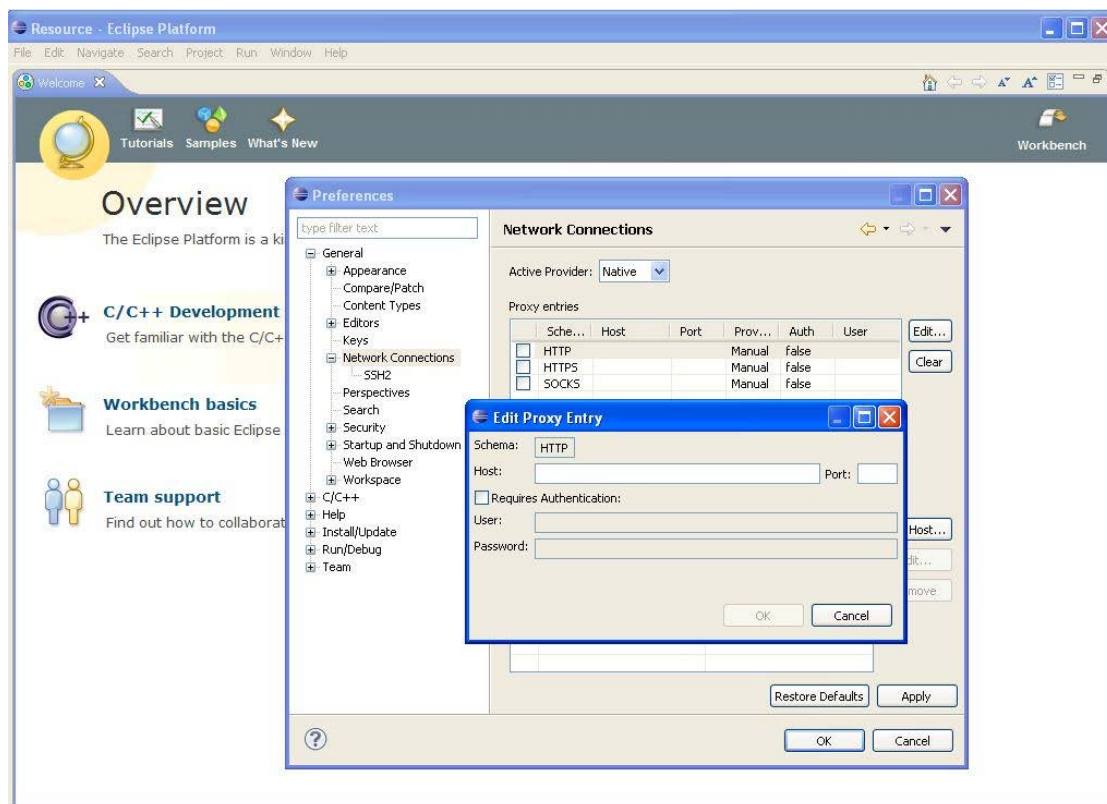 Resource - Eclipse Platform
File Edit Navigate Search Project Run Window Help
Welcome
Tutorials Samples What's New
Workbench
Overview
The Eclipse Platform is a ki
C/C++ Development
Get familiar with the C/C+
Workbench basics
Learn about basic Eclipse
Team support
Find out how to collaborat
Preferences
type filter text
General
Appearance
Compare/Patch
Content Types
Editors
Keys
Network Connections
SSH2
Perspectives
Search
Security
Startup and Shutdown
Web Browser
Workspace
C/C++
Help
Install/Update
Run/Debug
Team
Network Connections
Active Provider: Native
Proxy entries
Sche... Host Port Prov... Auth User
HTTP Manual false
HTTPS Manual false
SOCKS Manual false
Edit...
Clear
Edit Proxy Entry
Schema: HTTP
Host: Port:
Requires Authentication:
User:
Password:
OK Cancel
Host...
dit...
move
Restore Defaults Apply
OK Cancel